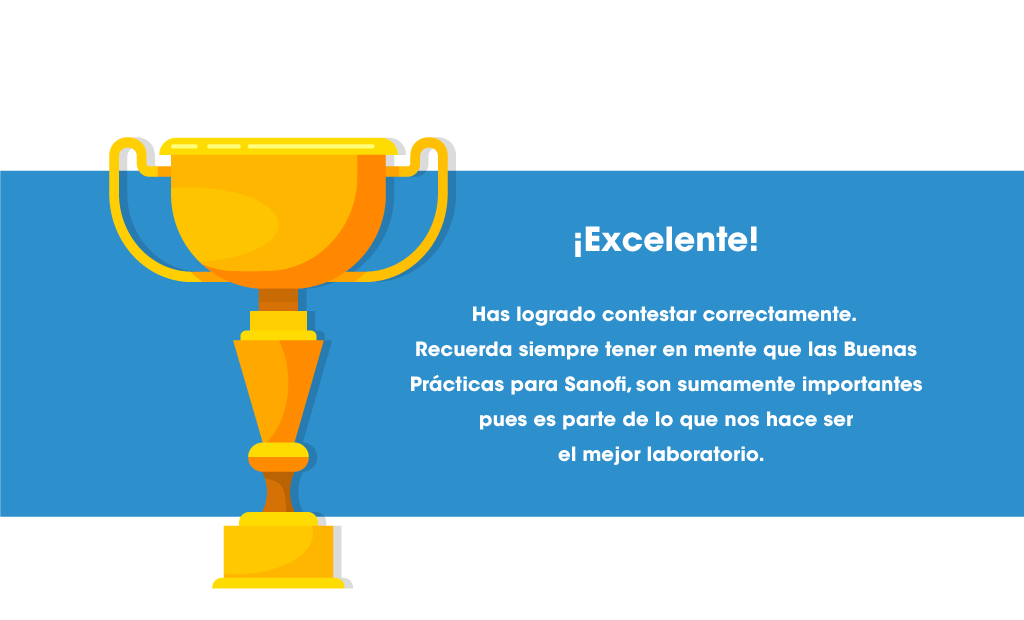 ¡Excelente!
Has logrado contestar correctamente.
Recuerda siempre tener en mente que las Buenas
Prácticas para Sanofi, son sumamente importantes
pues es parte de lo que nos hace ser
el mejor laboratorio.